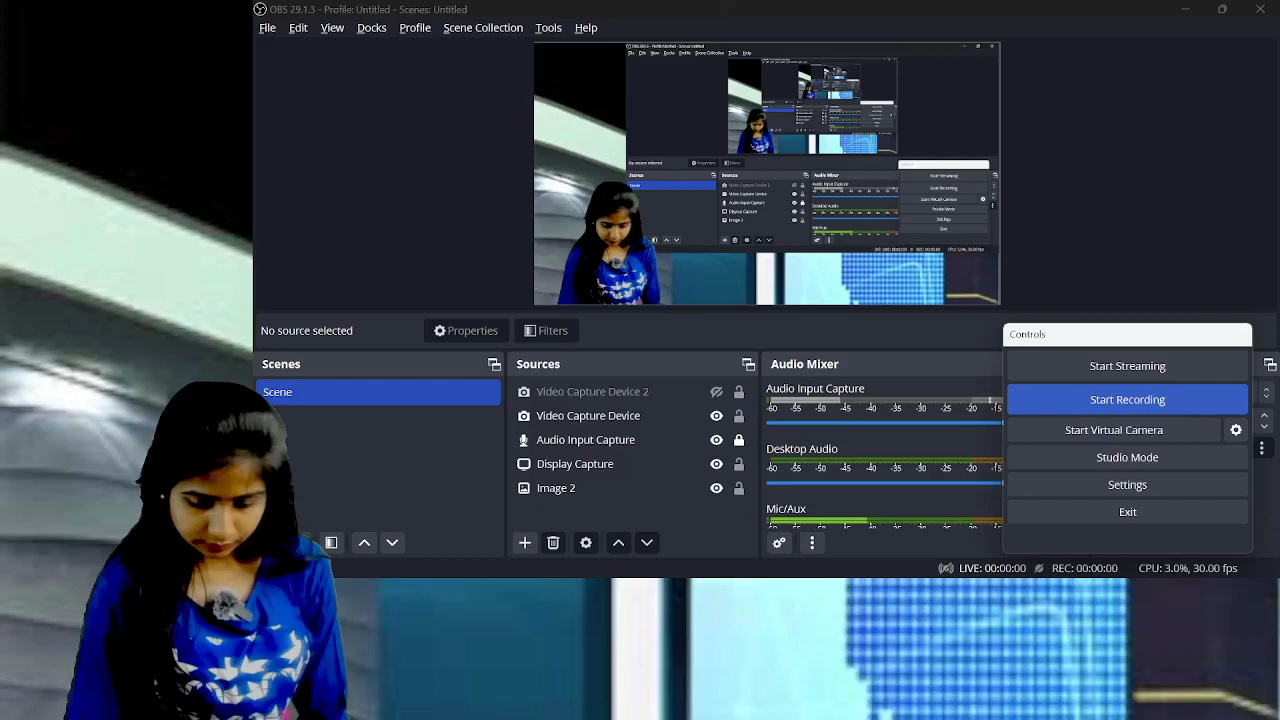 OBS 29.1.3 - Profile: Untitled - Scenes: Untitled
File Edit View Docks Profile Scene Collection Tools Help
No source selected
Properties
Filters
Scenes
Scene
Sources
Video Capture Device 2
Video Capture Device
Audio Input Capture
Display Capture
Image 2
Audio Mixer
Audio Input Capture
-60 -55 -50 -45 -40 -35 -30 -25 -20 -15
Desktop Audio
-60 -55 -50 -45 -40 -35 -30 -25 -20 -15
Mic/Aux
Controls
Start Streaming
Start Recording
Start Virtual Camera
Studio Mode
Settings
Exit
LIVE: 00:00:00 REC: 00:00:00 CPU: 3.0%, 30.00 fps